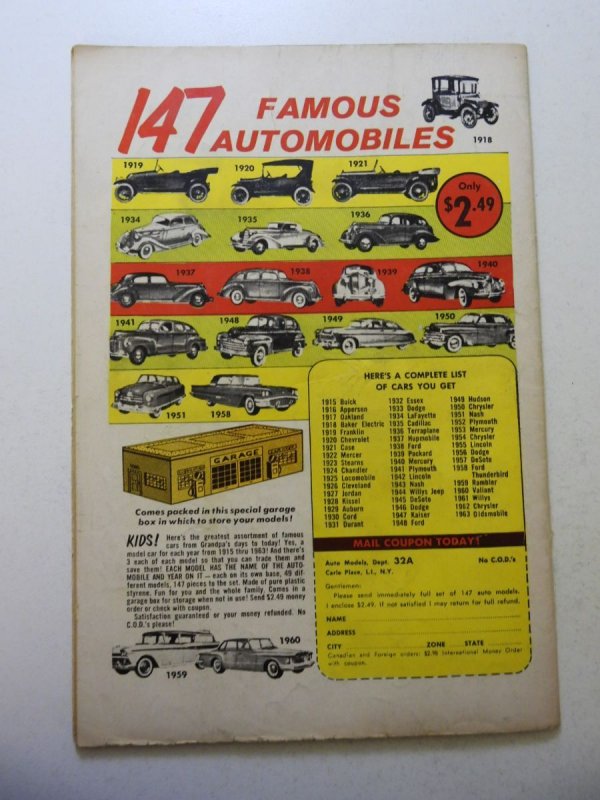 147 FAMOUS
AUTOMOBILES
1918
1919
1920
1921
Only
$2.49
1934
1935
1936
1937
1938
1939
1940
1941
1948
1949
1950
1951
1958
GARAGE
Comes packed in this special garage
box in which to store your models!
KIDS! Here's the greatest assortment of famous
cars from Grandpa's days to today! Yes, a
model car for each year from 1915 thru 1963! And there's
3 each of each model so that you can trade them and
save them! EACH MODEL HAS THE NAME OF THE AUTO-
MOBILE AND YEAR ON IT — each on its own base, 49 dif-
ferent models, 147 pieces to the set. Made of pure plastic
styrene. Fun for you and the whole family. Comes in a
garage box for storage when not in use! Send $2.49 money
order or check with coupon.
Satisfaction guaranteed or your money refunded. No
C.O.D.'s please!
1959
1960
HERE'S A COMPLETE LIST
OF CARS YOU GET
1915 Buick
1916 Apperson
1917 Oakland
1918 Baker Electric
1919 Franklin
1920 Chevrolet
1921 Case
1922 Mercer
1923 Stearns
1924 Chandler
1925 Locomobile
1926 Cleveland
1927 Jordan
1928 Kissel
1929 Auburn
1930 Cord
1931 Durant
1932 Essex
1933 Dodge
1934 LaFayette
1935 Cadillac
1936 Terraplane
1937 Hupmobile
1938 Ford
1939 Packard
1940 Mercury
1941 Plymouth
1942 Lincoln
1943 Nash
1944 Willys Jeep
1945 DeSoto
1946 Dodge
1947 Kaiser
1948 Ford
1949 Hudson
1950 Chrysler
1951 Nash
1952 Plymouth
1953 Mercury
1954 Chrysler
1955 Lincoln
1956 Dodge
1957 DeSoto
1958 Ford
Thunderbird
1959 Rambler
1960 Valiant
1961 Willys
1962 Chrysler
1963 Oldsmobile
MAIL COUPON TODAY!
Auto Models, Dept. 32A No C.O.D.'s
Carle Place, L.I., N.Y.
Gentlemen:
Please send immediately full set of 147 auto models.
I enclose $2.49. If not satisfied I may return for full refund.
NAME
ADDRESS
CITY ZONE STATE
Canadian and Foreign orders: $2.98 International Money Order
with coupon.